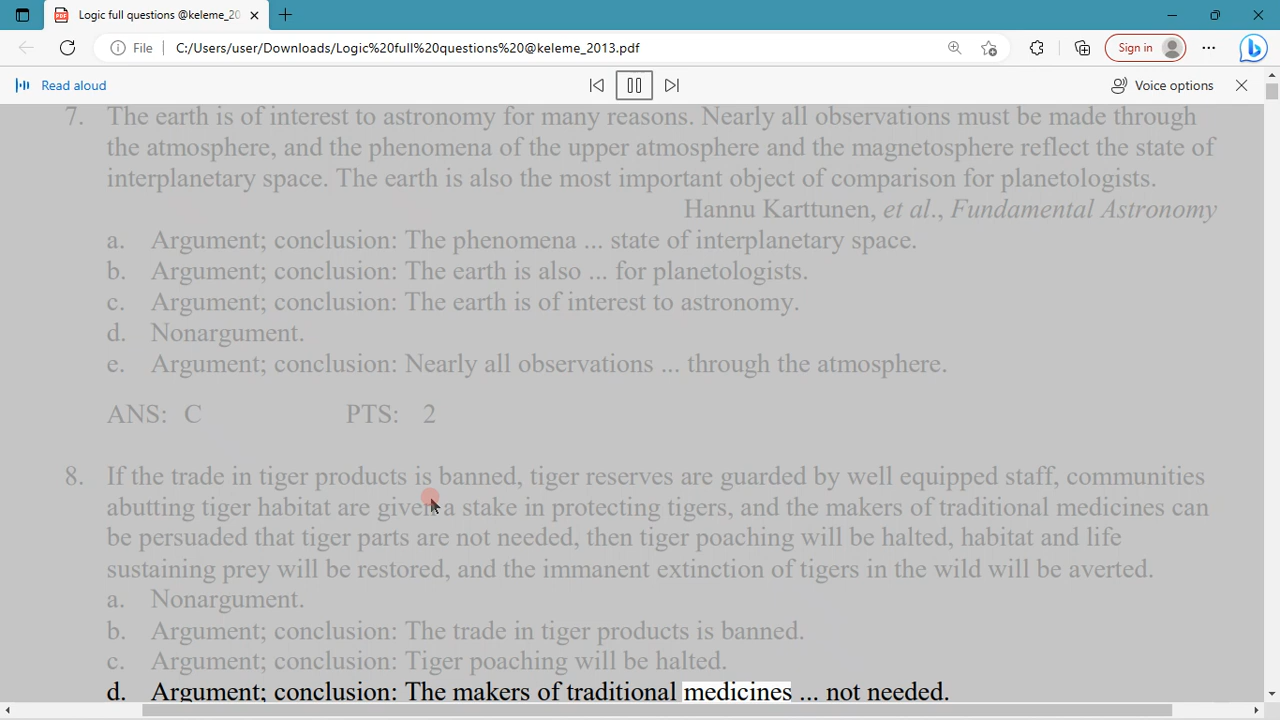 Logic full questions @keleme_20
File
C:/Users/user/Downloads/Logic%20full%20questions%20@keleme_2013.pdf
Sign in
Read aloud
Voice options
7. The earth is of interest to astronomy for many reasons. Nearly all observations must be made through
the atmosphere, and the phenomena of the upper atmosphere and the magnetosphere reflect the state of
interplanetary space. The earth is also the most important object of comparison for planetologists.
Hannu Karttunen, et al., Fundamental Astronomy
a. Argument; conclusion: The phenomena ... state of interplanetary space.
b. Argument; conclusion: The earth is also ... for planetologists.
c. Argument; conclusion: The earth is of interest to astronomy.
d. Nonargument.
e. Argument; conclusion: Nearly all observations ... through the atmosphere.
ANS: C PTS: 2
8. If the trade in tiger products is banned, tiger reserves are guarded by well equipped staff, communities
abutting tiger habitat are given a stake in protecting tigers, and the makers of traditional medicines can
be persuaded that tiger parts are not needed, then tiger poaching will be halted, habitat and life
sustaining prey will be restored, and the immanent extinction of tigers in the wild will be averted.
a. Nonargument.
b. Argument; conclusion: The trade in tiger products is banned.
c. Argument; conclusion: Tiger poaching will be halted.
d. Argument; conclusion: The makers of traditional medicines ... not needed.